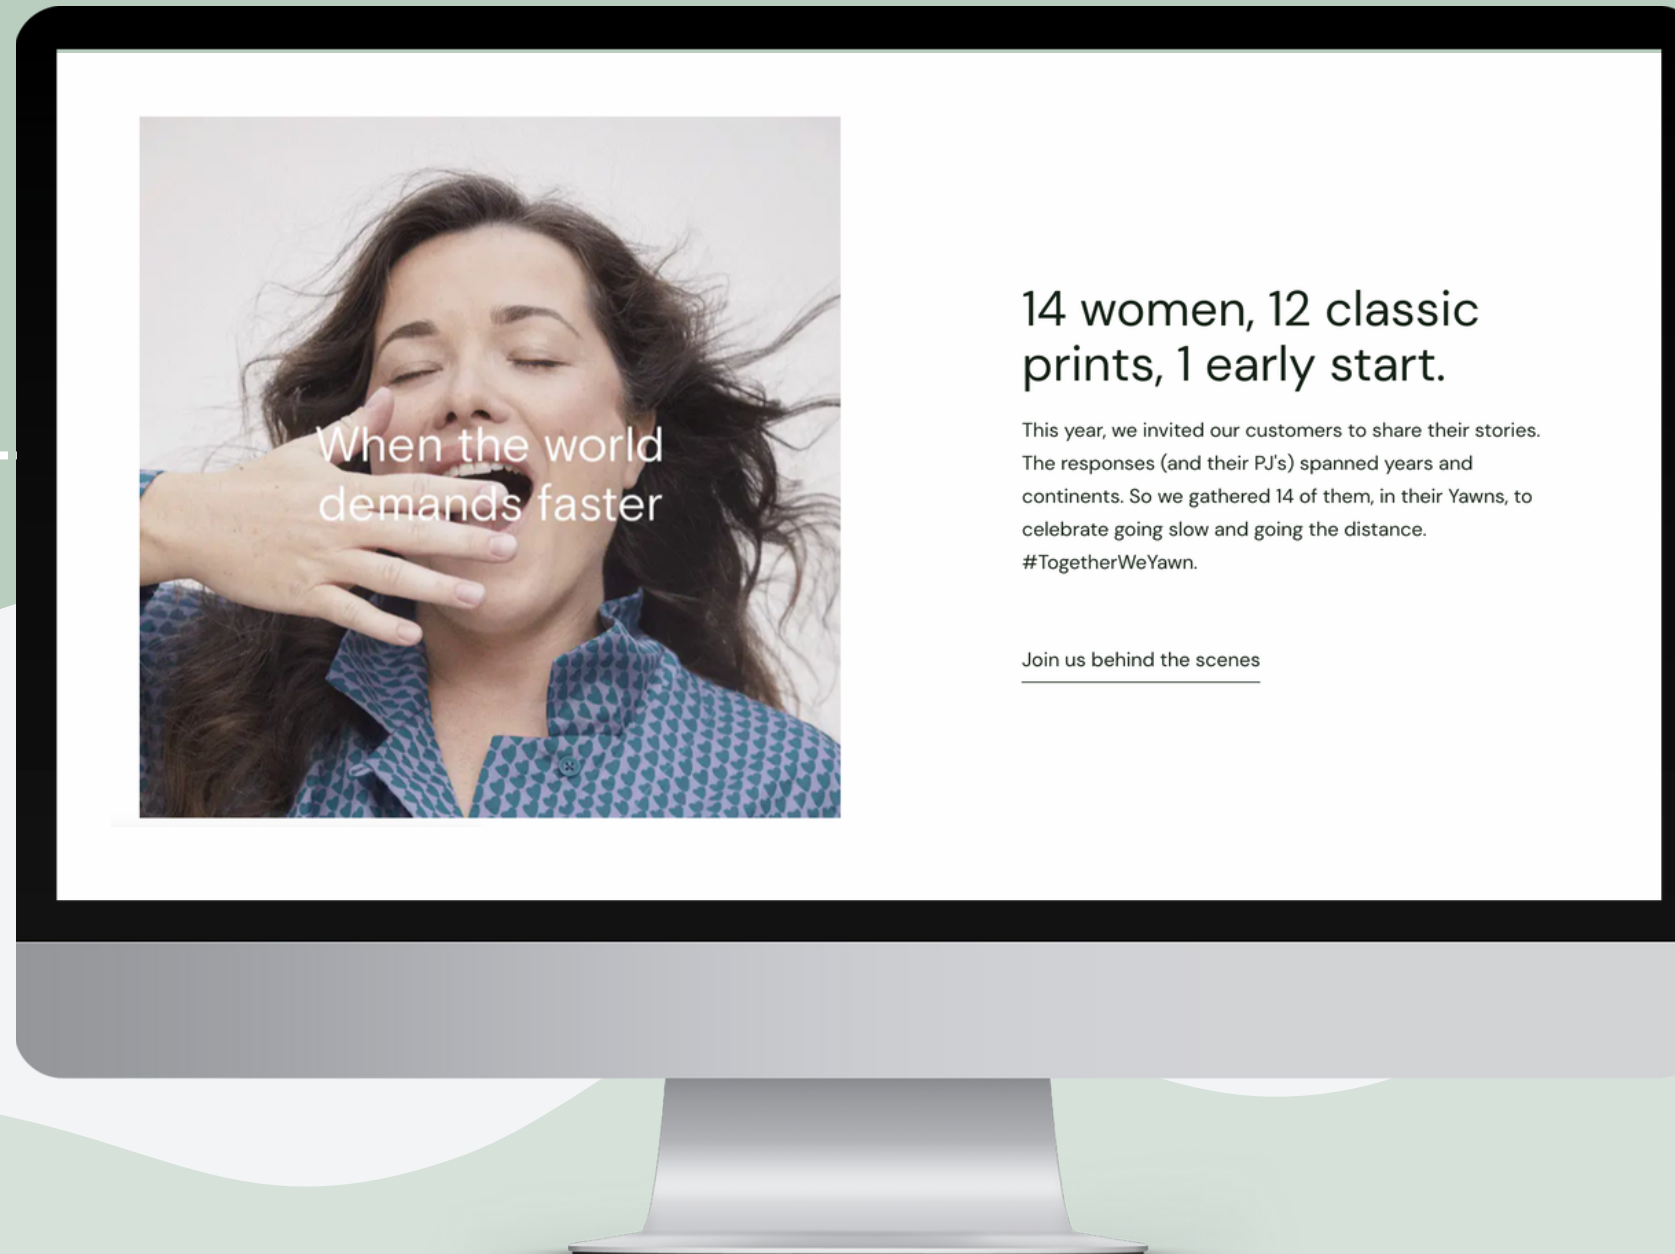 When the world
demands faster
14 women, 12 classic
prints, 1 early start.
This year, we invited our customers to share their stories.
The responses (and their PJ's) spanned years and
continents. So we gathered 14 of them, in their Yawns, to
celebrate going slow and going the distance.
#TogetherWeYawn.
Join us behind the scenes